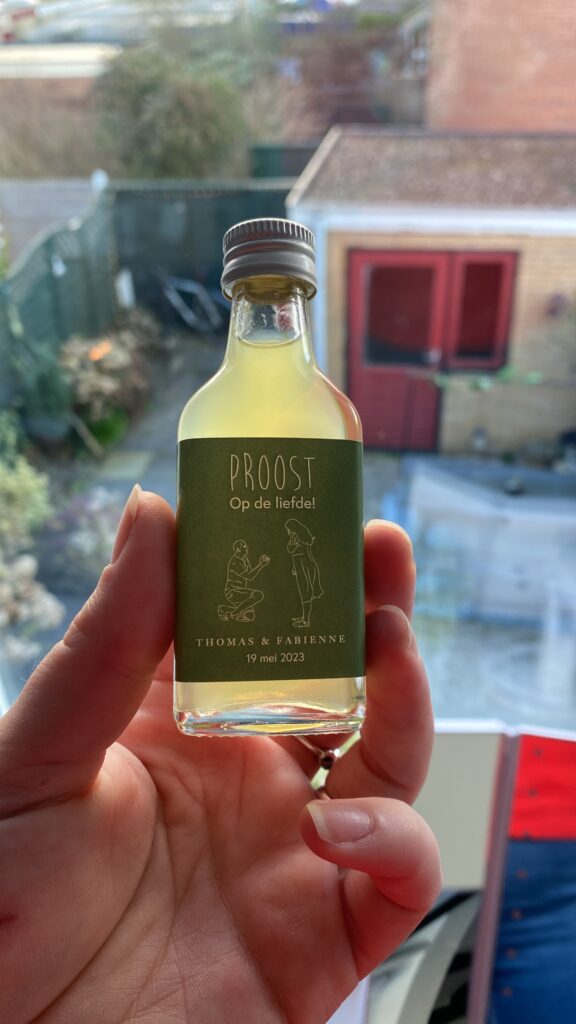 PROOST
Op de liefde!
THOMAS & FABIENNE
19 mei 2023